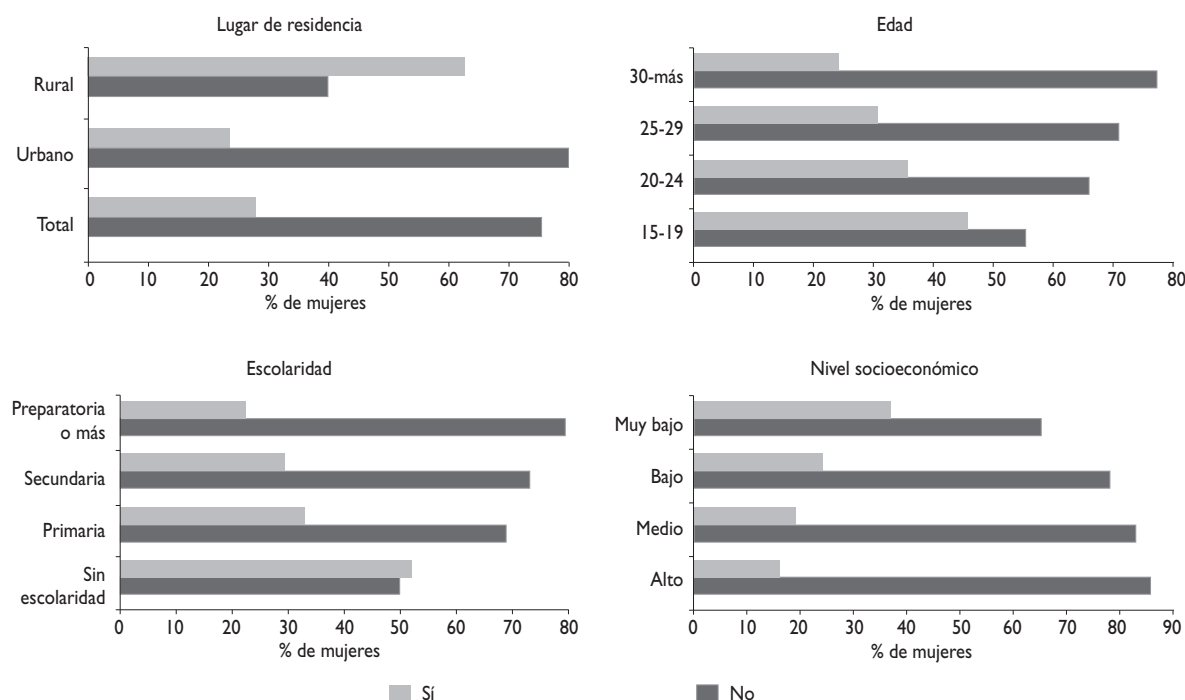 Lugar de residencia
Rural
Urbano
Total
0 10 20 30 40 50 60 70 80
% de mujeres
Edad
30-más
25-29
20-24
15-19
0 10 20 30 40 50 60 70 80
% de mujeres
Escolaridad
Preparatoria
o más
Secundaria
Primaria
Sin
escolaridad
0 10 20 30 40 50 60 70 80
% de mujeres
Nivel socioeconómico
Muy bajo
Bajo
Medio
Alto
0 10 20 30 40 50 60 70 80 90
% de mujeres
Sí No